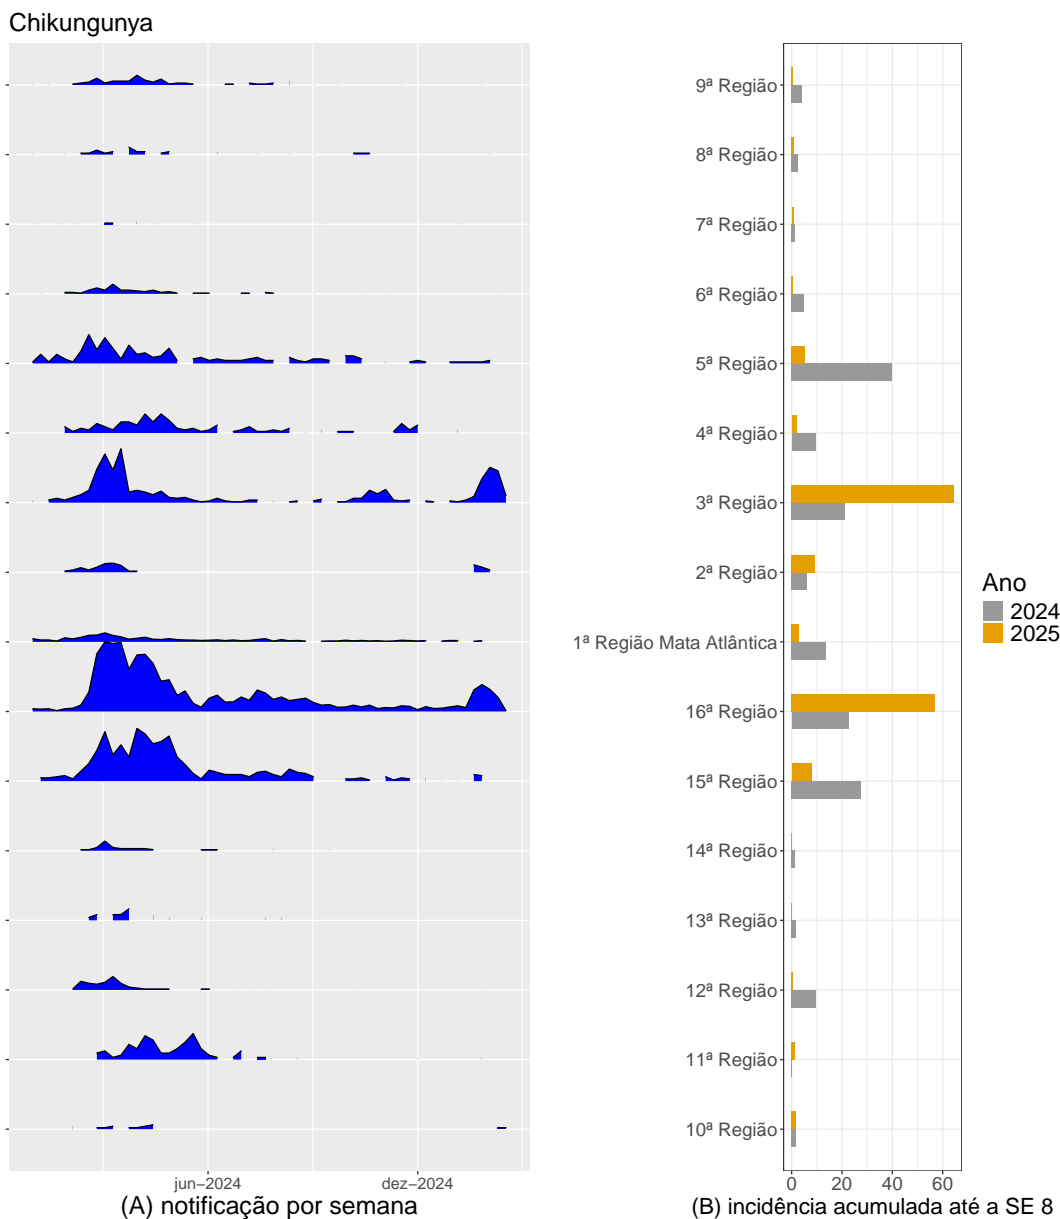 Chikungunya
9ª Região
8ª Região
7ª Região
6ª Região
5ª Região
4ª Região
3ª Região
2ª Região
1ª Região Mata Atlântica
16ª Região
15ª Região
14ª Região
13ª Região
12ª Região
11ª Região
10ª Região
Ano
2024
2025
jun−2024 dez−2024
0 20 40 60
(A) notificação por semana
(B) incidência acumulada até a SE 8